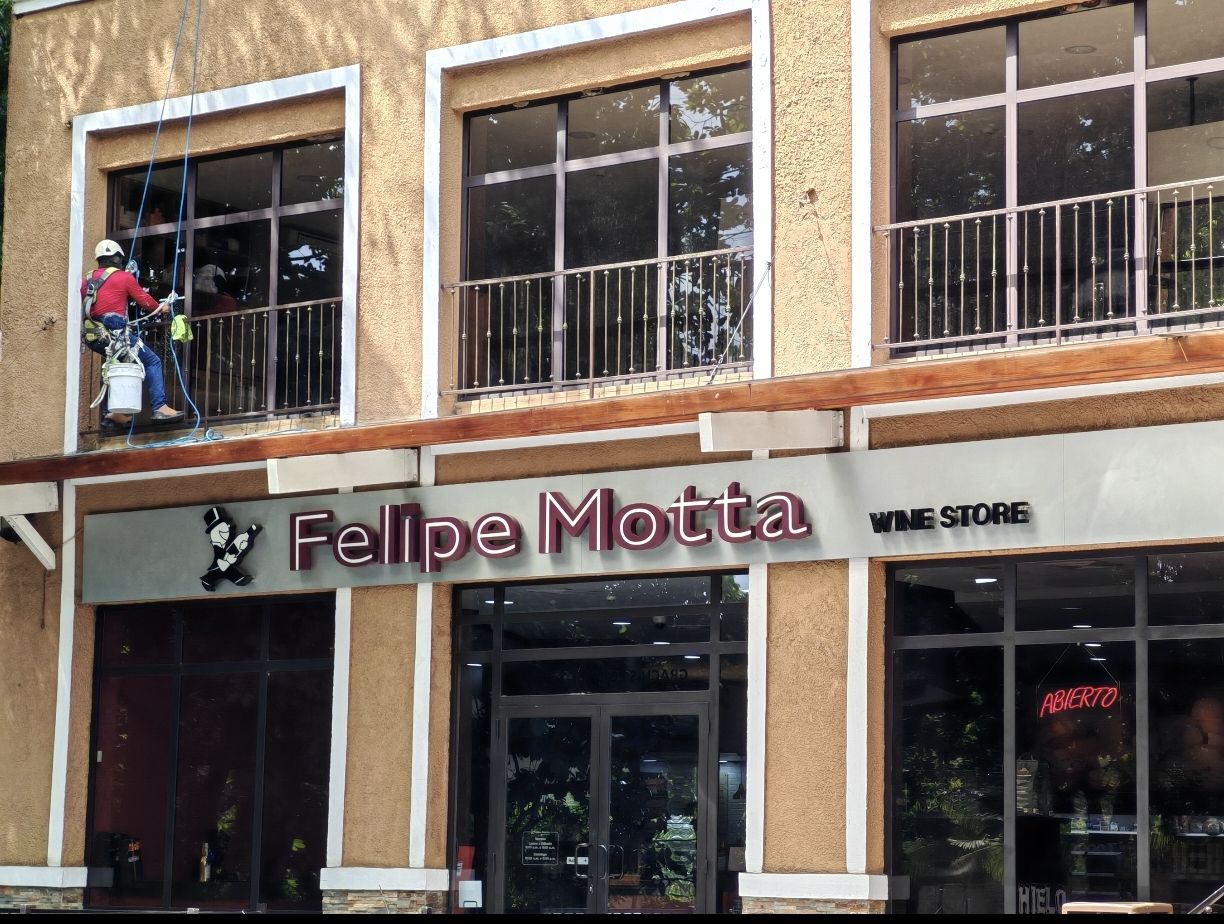 Felipe Motta
WINE STORE
ABIERTO
HIELO